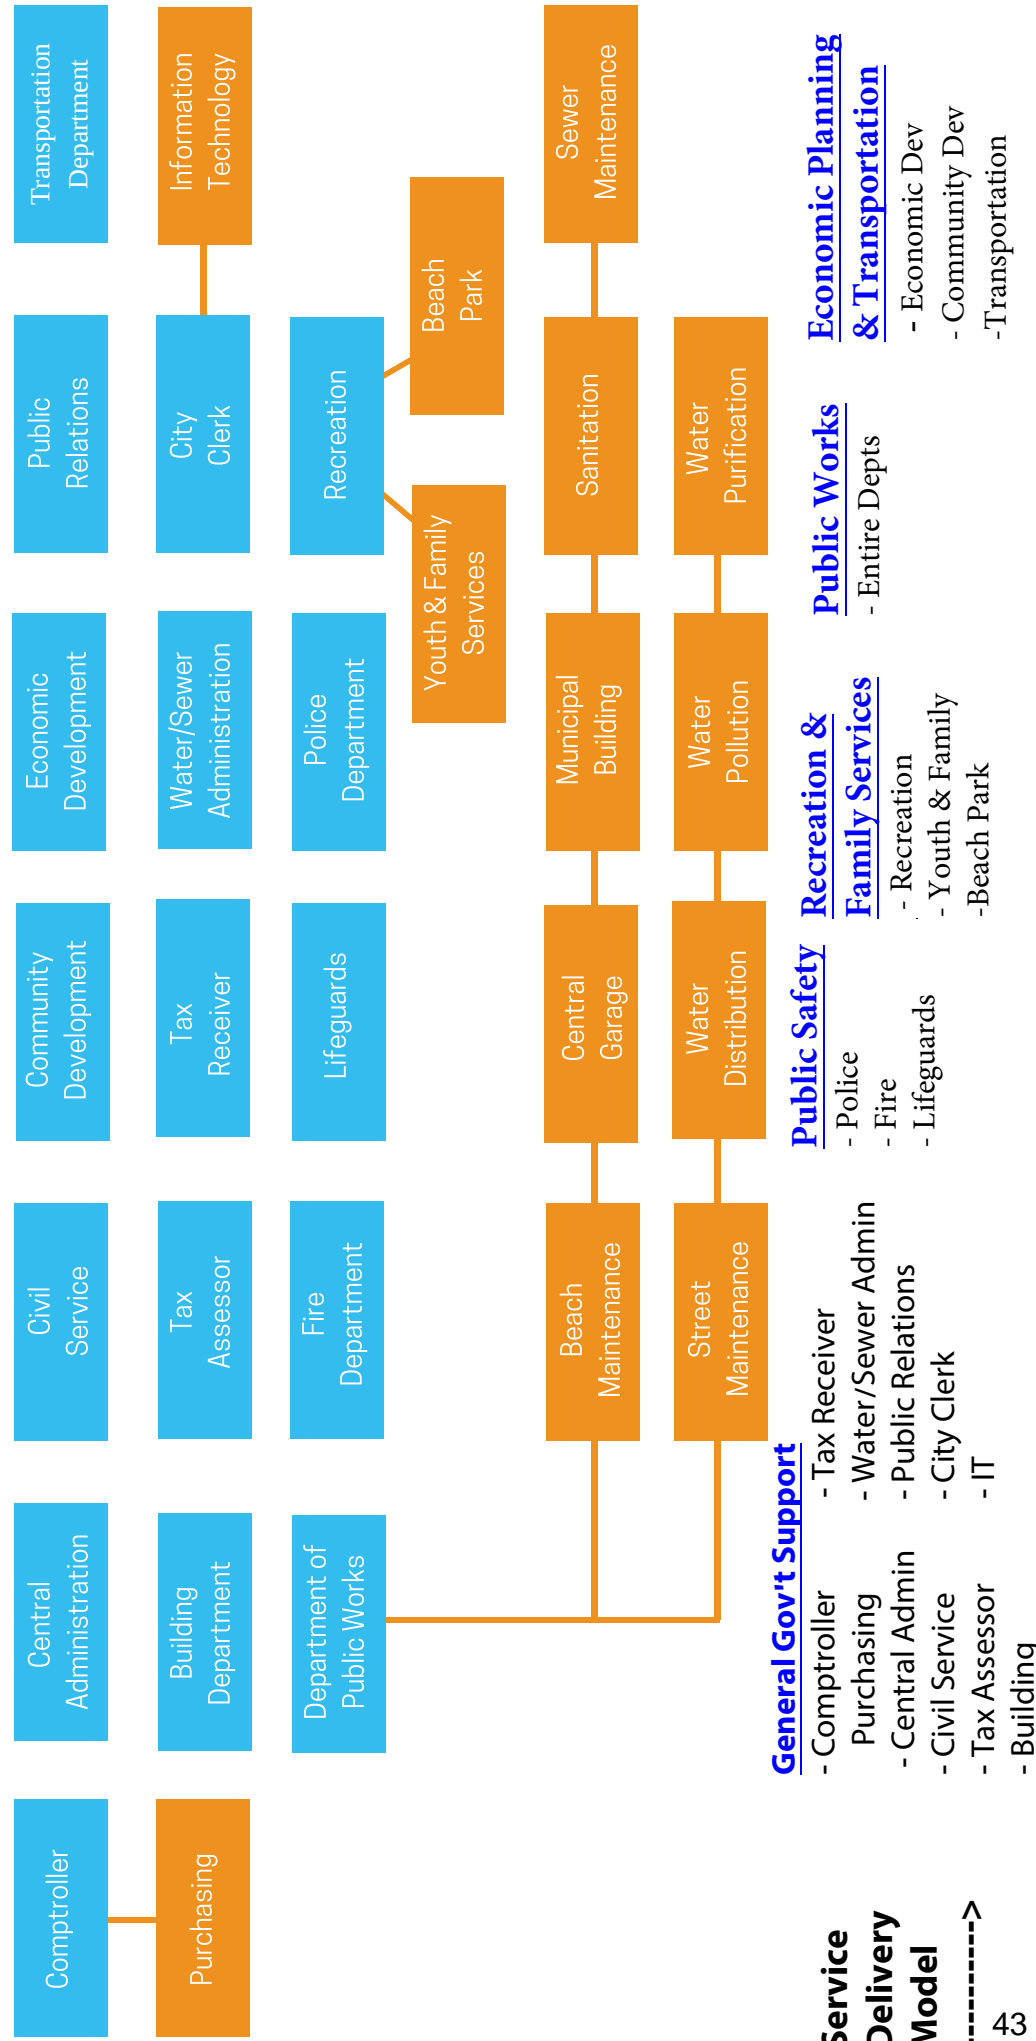 Comptroller
Central
Administration
Civil
Service
Community
Development
Economic
Development
Public
Relations
Transportation
Department
Purchasing
Building
Department
Tax
Assessor
Tax
Receiver
Water/Sewer
Administration
City
Clerk
Information
Technology
Department of
Public Works
Fire
Department
Lifeguards
Police
Department
Recreation
Youth & Family
Services
Beach
Park
Beach
Maintenance
Central
Garage
Municipal
Building
Sanitation
Sewer
Maintenance
Street
Maintenance
Water
Distribution
Water
Pollution
Water
Purification
Service
Delivery
Model
----------->
General Gov't Support
- Comptroller
Purchasing
- Central Admin
- Civil Service
- Tax Assessor
- Building
- Tax Receiver
- Water/Sewer Admin
- Public Relations
- City Clerk
- IT
Public Safety
- Police
- Fire
- Lifeguards
Recreation &
Family Services
- Recreation
- Youth & Family
-Beach Park
Public Works
- Entire Depts
Economic Planning
& Transportation
- Economic Dev
- Community Dev
-Transportation
43